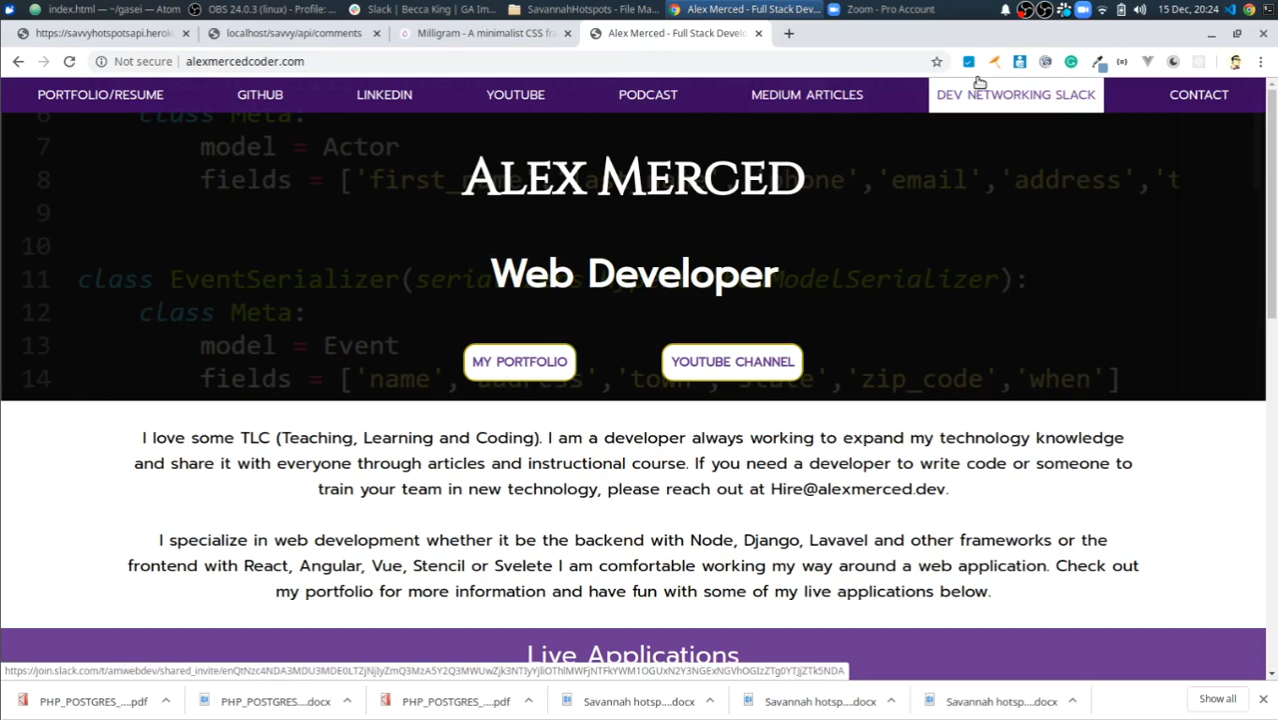 index.html — ~/gasei — Atom OBS 24.0.3 (linux) - Profile: ... Slack | Becca King | GA Im... SavannahHotspots - File Ma... Alex Merced - Full Stack Dev... Zoom - Pro Account 15 Dec, 20:24
https://savvyhotspotsapi.herok localhost/savvy/api/comments Milligram - A minimalist CSS fra Alex Merced - Full Stack Develo
Not secure | alexmercedcoder.com
PORTFOLIO/RESUME GITHUB LINKEDIN YOUTUBE PODCAST MEDIUM ARTICLES DEV NETWORKING SLACK CONTACT
6 class Meta:
7 model = Actor
8 fields = ['first_ 'phone','email','address','t
9
10
11 class EventSerializer( ModelSerializer):
12 class Meta:
13 model = Event
14 fields = ['name','address','town','state','zip_code','when']
ALEX MERCED
Web Developer
MY PORTFOLIO YOUTUBE CHANNEL
I love some TLC (Teaching, Learning and Coding). I am a developer always working to expand my technology knowledge
and share it with everyone through articles and instructional course. If you need a developer to write code or someone to
train your team in new technology, please reach out at Hire@alexmerced.dev.
I specialize in web development whether it be the backend with Node, Django, Lavavel and other frameworks or the
frontend with React, Angular, Vue, Stencil or Svelete I am comfortable working my way around a web application. Check out
my portfolio for more information and have fun with some of my live applications below.
Live Applications
PHP_POSTGRES_....pdf PHP_POSTGRES....docx PHP_POSTGRES_....pdf Savannah hotsp....docx Savannah hotsp....docx Savannah hotsp....docx Show all